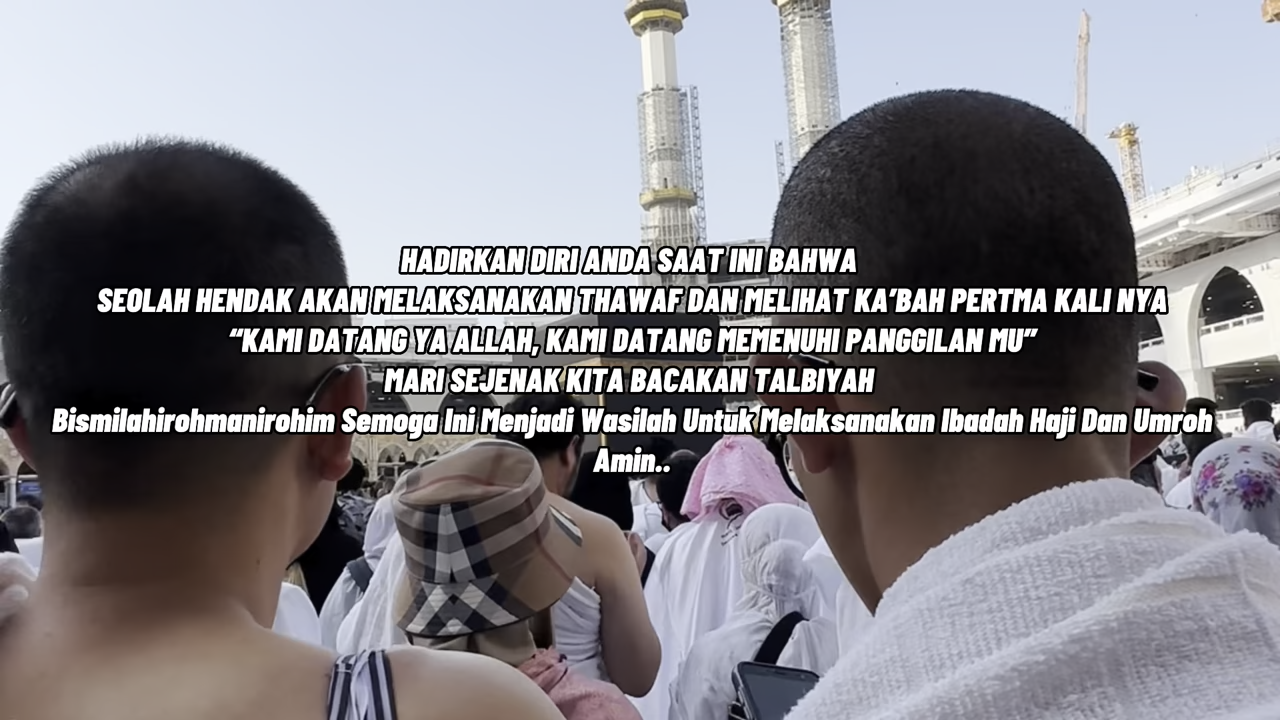 HADIRKAN DIRI ANDA SAAT INI BAHWA
SEOLAH HENDAK AKAN MELAKSANAKAN THAWAF DAN MELIHAT KA’BAH PERTMA KALI NYA
“KAMI DATANG YA ALLAH, KAMI DATANG MEMENUHI PANGGILAN MU”
MARI SEJENAK KITA BACAKAN TALBIYAH
Bismilahirohmanirohim Semoga Ini Menjadi Wasilah Untuk Melaksanakan Ibadah Haji Dan Umroh
Amin..